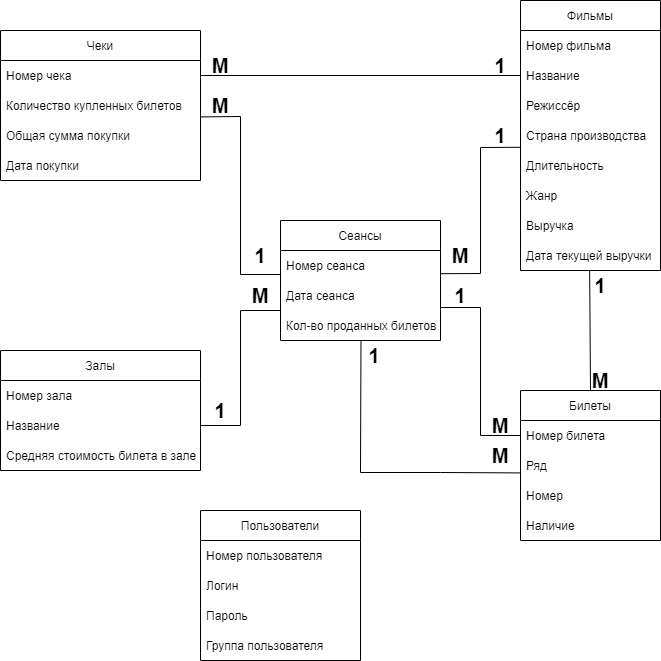 Чеки
Номер чека
Количество купленных билетов
Общая сумма покупки
Дата покупки
М
1
М
Фильмы
Номер фильма
Название
Режиссёр
Страна производства
Длительность
Жанр
Выручка
Дата текущей выручки
1
1
М
Сеансы
Номер сеанса
Дата сеанса
Кол-во проданных билетов
1
М
М
1
1
Залы
Номер зала
Название
Средняя стоимость билета в зале
1
М
М
Билеты
Номер билета
Ряд
Номер
Наличие
Пользователи
Номер пользователя
Логин
Пароль
Группа пользователя